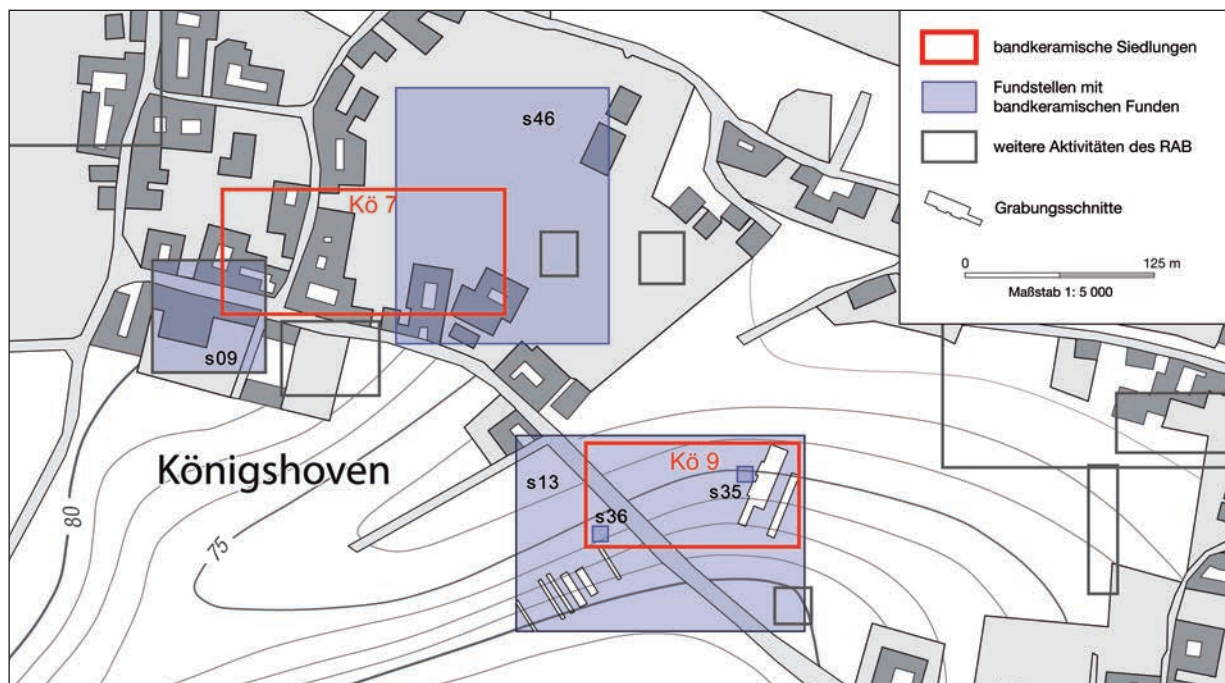 bandkeramische Siedlungen
Fundstellen mit
bandkeramischen Funden
weitere Aktivitäten des RAB
Grabungsschnitte
0 125 m
Maßstab 1: 5 000
s46
Kö 7
s09
Königshoven
80
75
Kö 9
s13
s35
s36